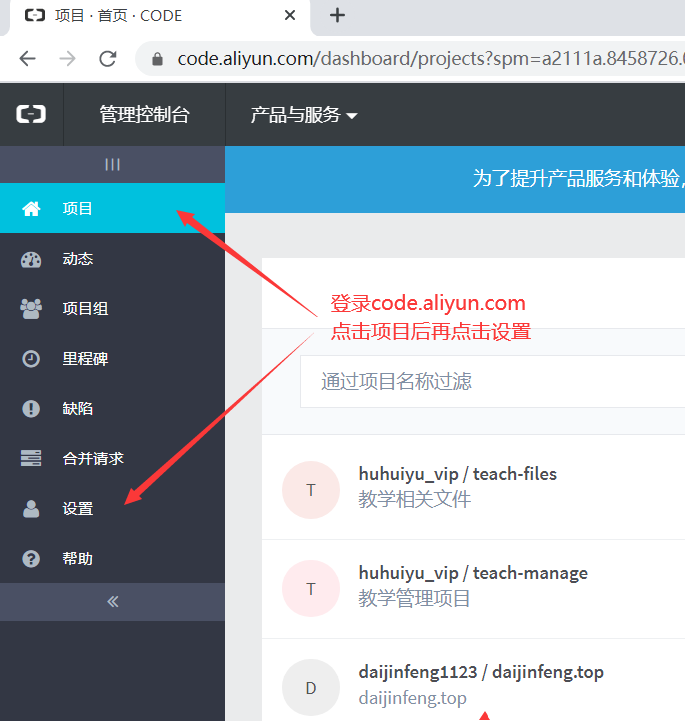 项目 · 首页 · CODE
code.aliyun.com/dashboard/projects?spm=a2111a.8458726.
管理控制台
产品与服务
为了提升产品服务和体验,
项目
动态
项目组
里程碑
缺陷
合并请求
设置
帮助
登录code.aliyun.com
点击项目后再点击设置
通过项目名称过滤
T
huhuiyu_vip / teach-files
教学相关文件
T
huhuiyu_vip / teach-manage
教学管理项目
D
daijinfeng1123 / daijinfeng.top
daijinfeng.top